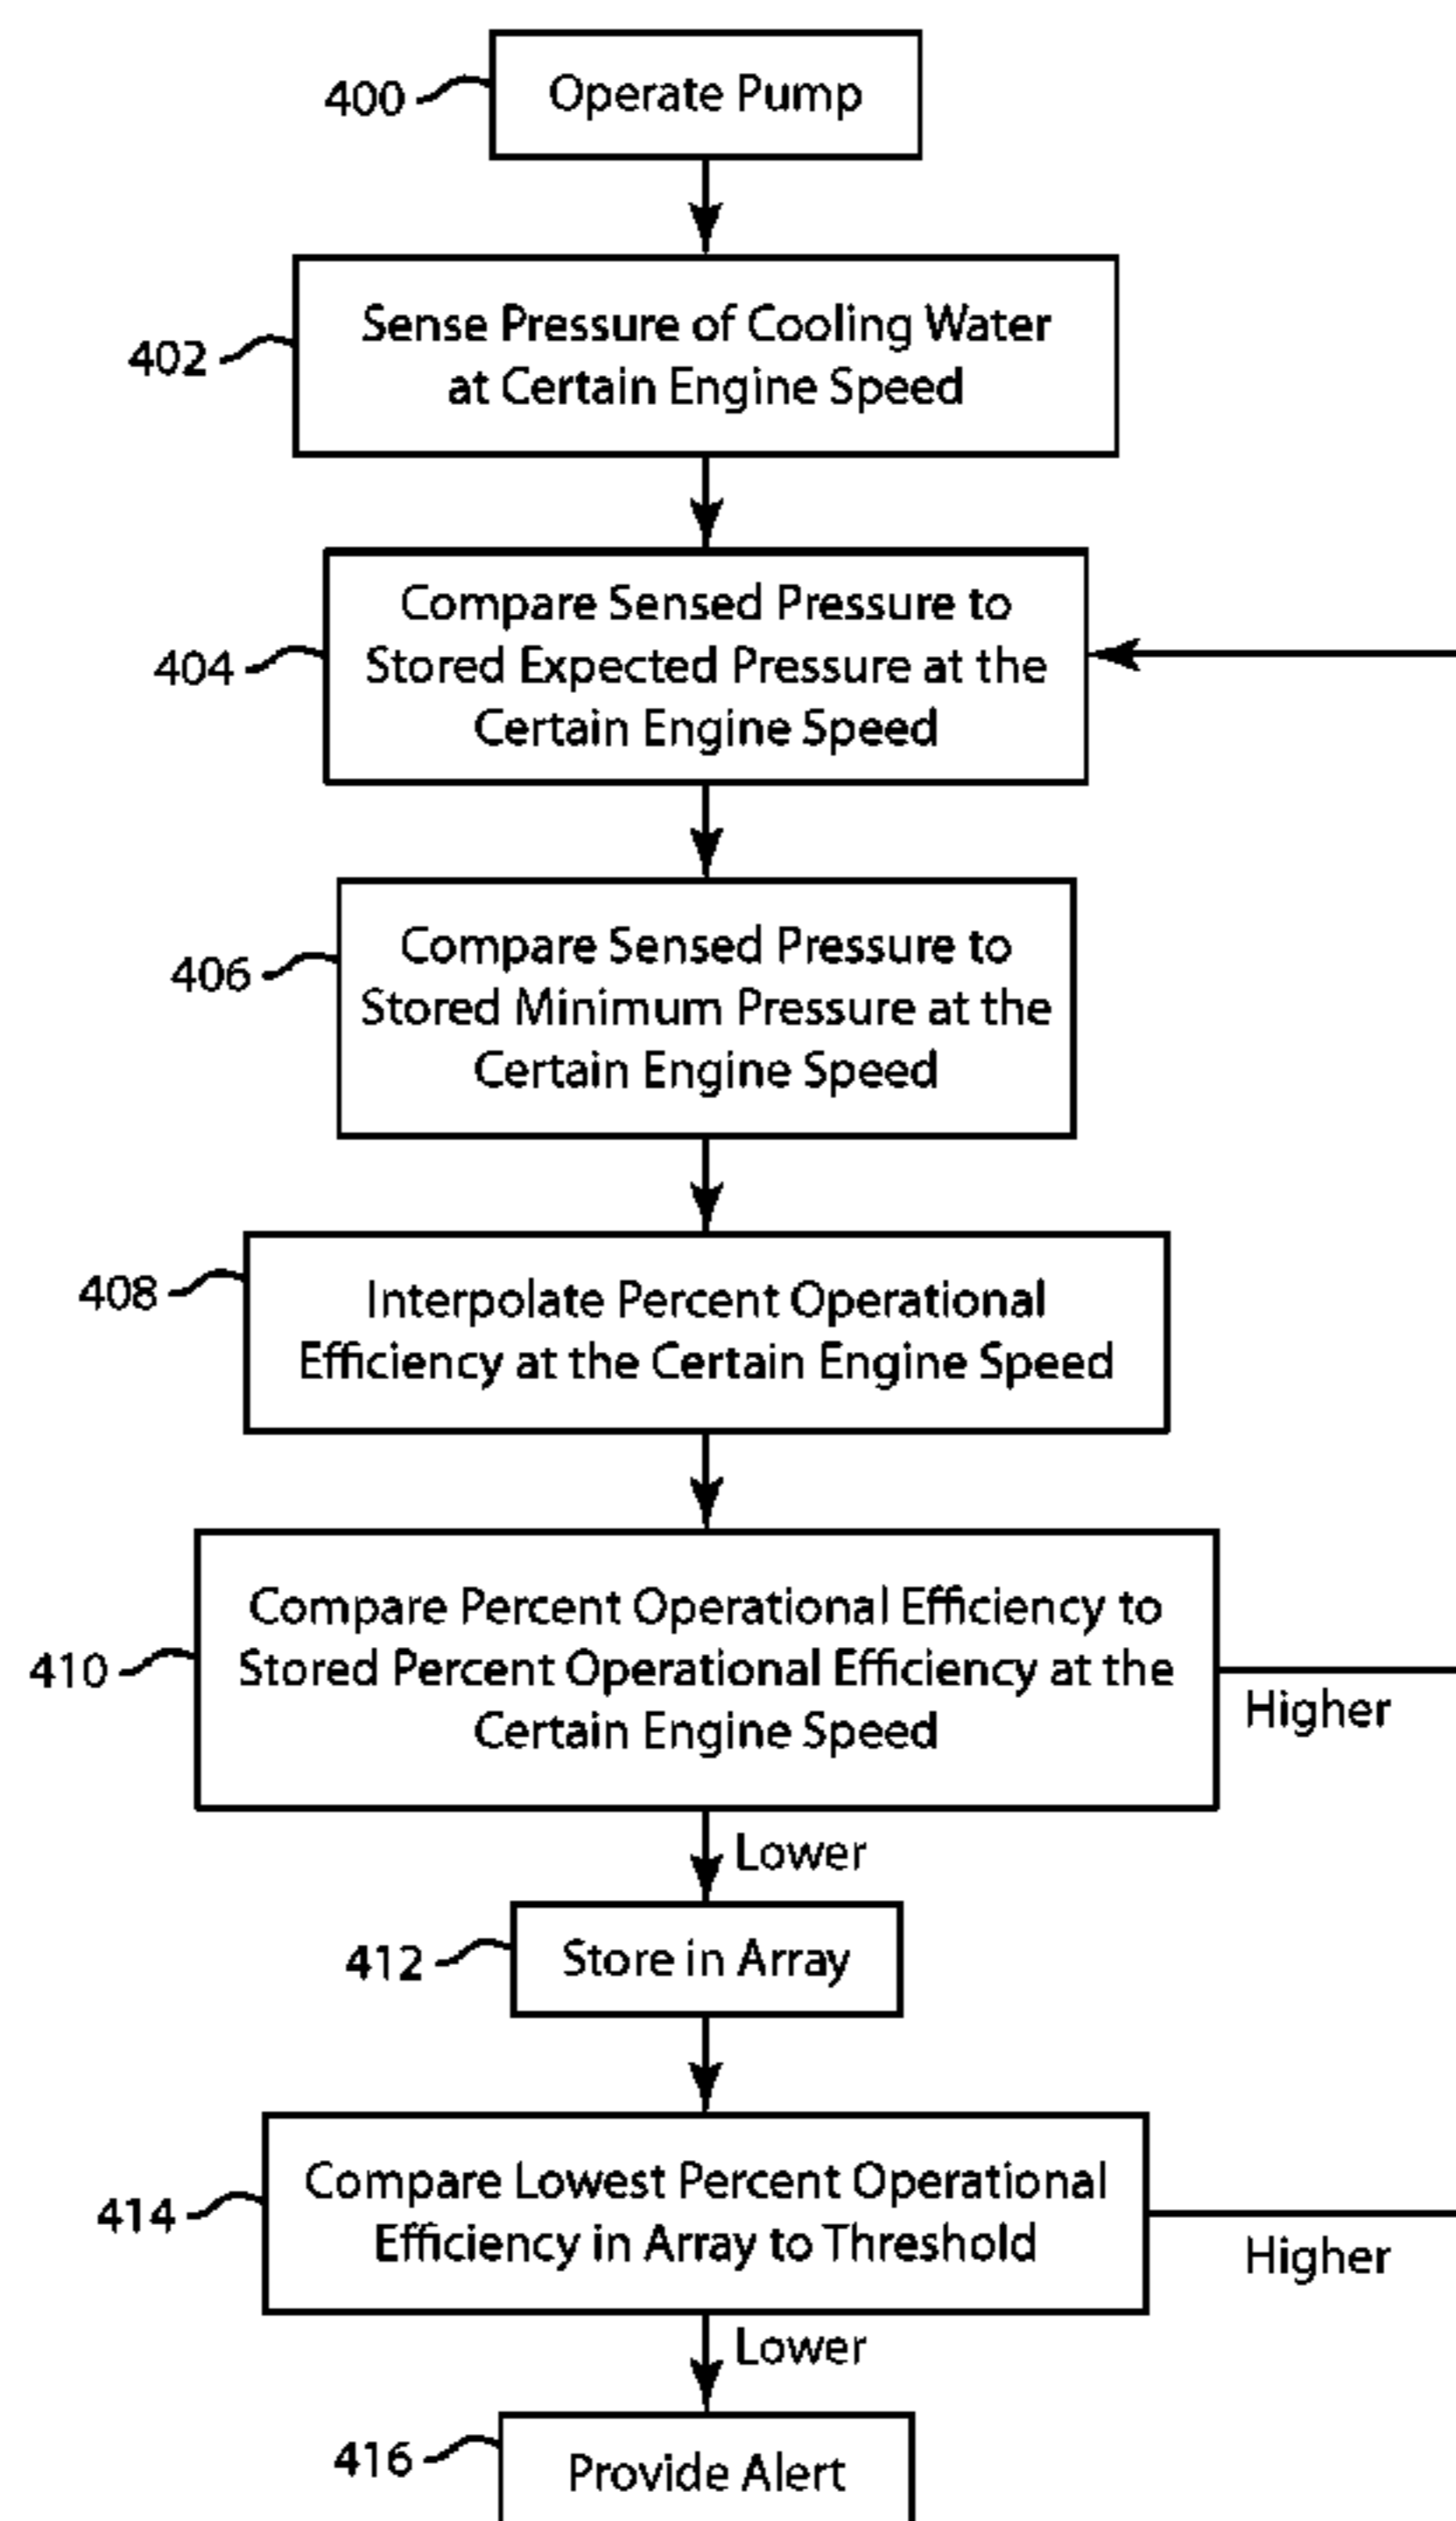 400
Operate Pump
402
Sense Pressure of Cooling Water
at Certain Engine Speed
404
Compare Sensed Pressure to
Stored Expected Pressure at the
Certain Engine Speed
406
Compare Sensed Pressure to
Stored Minimum Pressure at the
Certain Engine Speed
408
Interpolate Percent Operational
Efficiency at the Certain Engine Speed
410
Compare Percent Operational Efficiency to
Stored Percent Operational Efficiency at the
Certain Engine Speed
Higher
Lower
412
Store in Array
414
Compare Lowest Percent Operational
Efficiency in Array to Threshold
Higher
Lower
416
Provide Alert